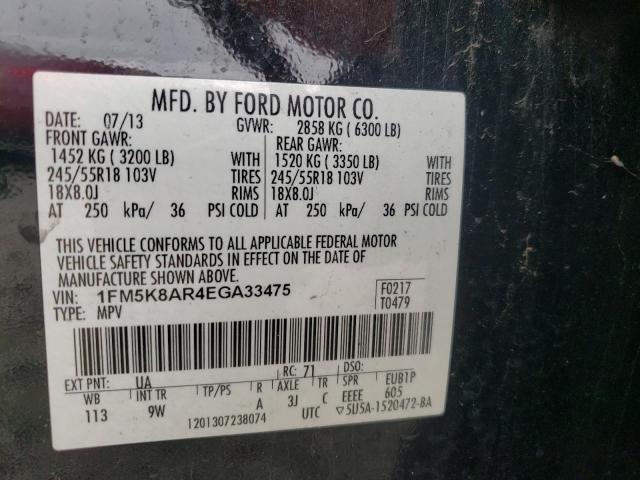 MFD. BY FORD MOTOR CO.
DATE: 07/13 GVWR: 2858 KG ( 6300 LB)
FRONT GAWR: REAR GAWR:
1452 KG ( 3200 LB) WITH 1520 KG ( 3350 LB) WITH
245/55R18 103V TIRES 245/55R18 103V TIRES
18X8.0J RIMS 18X8.0J RIMS
AT 250 kPa/ 36 PSI COLD AT 250 kPa/ 36 PSI COLD
THIS VEHICLE CONFORMS TO ALL APPLICABLE FEDERAL MOTOR
VEHICLE SAFETY STANDARDS IN EFFECT ON THE DATE OF
MANUFACTURE SHOWN ABOVE.
VIN: 1FM5K8AR4EGA33475 F0217
TYPE: MPV T0479
EXT PNT: UA RC: 71 DSO:
WB INT TR TP/PS R AXLE TR SPR EUB1P
113 9W A 3J C EEEE 605
1201307238074 UTC ▽5U5A-1520472-BA